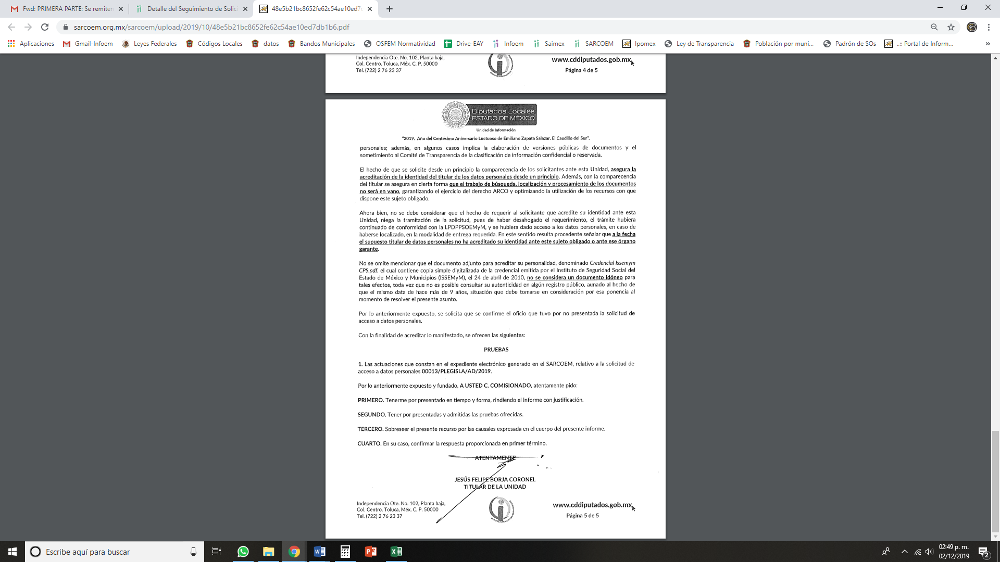 Fwd: PRIMERA PARTE: Se remiten
Detalle del Seguimiento de Solici
48e5b21bc8652fe62c54ae10ed7d
sarcoem.org.mx/sarcoem/upload/2019/10/48e5b21bc8652fe62c54ae10ed7db1b6.pdf
Aplicaciones
Gmail-Infoem
Leyes Federales
Códigos Locales
datos
Bandos Municipales
OSFEM Normatividad
Drive-EAY
Infoem
Saimex
SARCOEM
Ipomex
Ley de Transparencia
Población por muni...
Padrón de SOs
..:: Portal de Inform...
»
Independencia Ote. No. 102, Planta baja,
Col. Centro. Toluca, Méx. C. P. 50000
Tel. (722) 2 76 23 37
www.cddiputados.gob.mx
Página 4 de 5
Diputados Locales
ESTADO DE MÉXICO
Unidad de Información
"2019. Año del Centésimo Aniversario Luctuoso de Emiliano Zapata Salazar. El Caudillo del Sur".
personales; además, en algunos casos implica la elaboración de versiones públicas de documentos y el
sometimiento al Comité de Transparencia de la clasificación de información confidencial o reservada.
El hecho de que se solicite desde un principio la comparecencia de los solicitantes ante esta Unidad, asegura la
acreditación de la identidad del titular de los datos personales desde un principio. Además, con la comparecencia
del titular se asegura en cierta forma que el trabajo de búsqueda, localización y procesamiento de los documentos
no será en vano, garantizando el ejercicio del derecho ARCO y optimizando la utilización de los recursos con que
dispone este sujeto obligado.
Ahora bien, no se debe considerar que el hecho de requerir al solicitante que acredite su identidad ante esta
Unidad, niega la tramitación de la solicitud, pues de haber desahogado el requerimiento, el trámite hubiera
continuado de conformidad con la LPDPPSOEMyM, y se hubiera dado acceso a los datos personales, en caso de
haberse localizado, en la modalidad de entrega requerida. En este sentido resulta procedente señalar que a la fecha
el supuesto titular de datos personales no ha acreditado su identidad ante este sujeto obligado o ante ese órgano
garante.
No se omite mencionar que el documento adjunto para acreditar su personalidad, denominado Credencial Issemym
CPS.pdf, el cual contiene copia simple digitalizada de la credencial emitida por el Instituto de Seguridad Social del
Estado de México y Municipios (ISSEMyM), el 24 de abril de 2010, no se considera un documento idóneo para
tales efectos, toda vez que no es posible consultar su autenticidad en algún registro público, aunado al hecho de
que el mismo data de hace más de 9 años, situación que debe tomarse en consideración por esa ponencia al
momento de resolver el presente asunto.
Por lo anteriormente expuesto, se solicita que se confirme el oficio que tuvo por no presentada la solicitud de
acceso a datos personales.
Con la finalidad de acreditar lo manifestado, se ofrecen las siguientes:
PRUEBAS
1. Las actuaciones que constan en el expediente electrónico generado en el SARCOEM, relativo a la solicitud de
acceso a datos personales 00013/PLEGISLA/AD/2019.
Por lo anteriormente expuesto y fundado, A USTED C. COMISIONADO, atentamente pido:
PRIMERO. Tenerme por presentado en tiempo y forma, rindiendo el informe con justificación.
SEGUNDO. Tener por presentadas y admitidas las pruebas ofrecidas.
TERCERO. Sobreseer el presente recurso por las causales expresada en el cuerpo del presente informe.
CUARTO. En su caso, confirmar la respuesta proporcionada en primer término.
ATENTAMENTE
JESÚS FELIPE BORJA CORONEL
TITULAR DE LA UNIDAD
Independencia Ote. No. 102, Planta baja,
Col. Centro. Toluca, Méx. C. P. 50000
Tel. (722) 2 76 23 37
www.cddiputados.gob.mx
Página 5 de 5
Escribe aquí para buscar
02:49 p. m.
02/12/2019
2